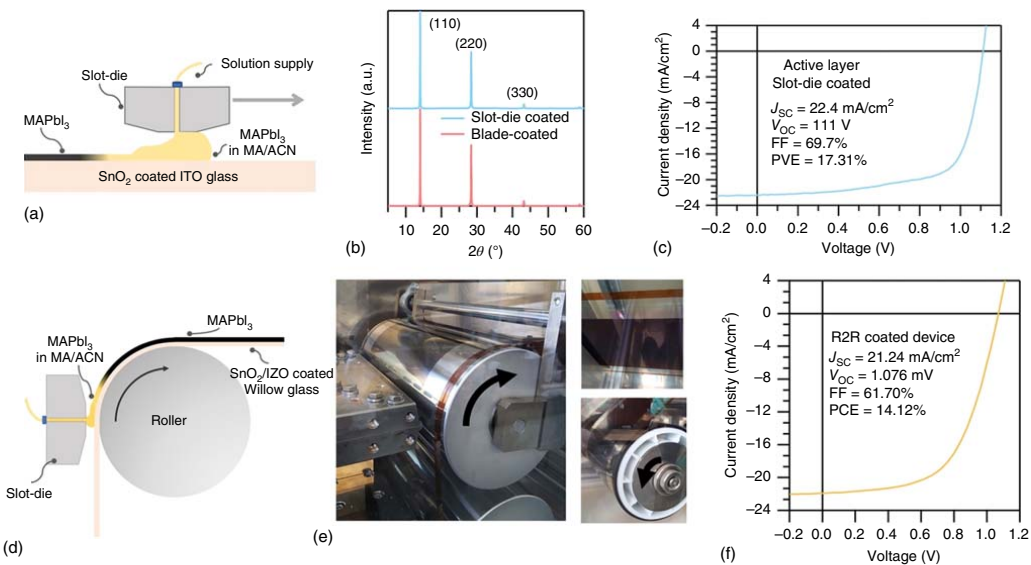 Slot-die
Solution supply
MAPbI3
MAPbI3
in MA/ACN
SnO2 coated ITO glass
(a)
Intensity (a.u.)
(110)
(220)
(330)
Slot-die coated
Blade-coated
10 20 30 40 50 60
2θ (°)
(b)
Current density (mA/cm2)
4
0
−4
−8
−12
−16
−20
−24
Active layer
Slot-die coated
JSC = 22.4 mA/cm2
VOC = 111 V
FF = 69.7%
PVE = 17.31%
−0.2 0.0 0.2 0.4 0.6 0.8 1.0 1.2
Voltage (V)
(c)
MAPbI3
MAPbI3
in MA/ACN
SnO2/IZO coated
Willow glass
Roller
Slot-die
(d)
(e)
Current density (mA/cm2)
4
0
−4
−8
−12
−16
−20
−24
R2R coated device
JSC = 21.24 mA/cm2
VOC = 1.076 mV
FF = 61.70%
PCE = 14.12%
−0.2 0.0 0.2 0.4 0.6 0.8 1.0 1.2
Voltage (V)
(f)